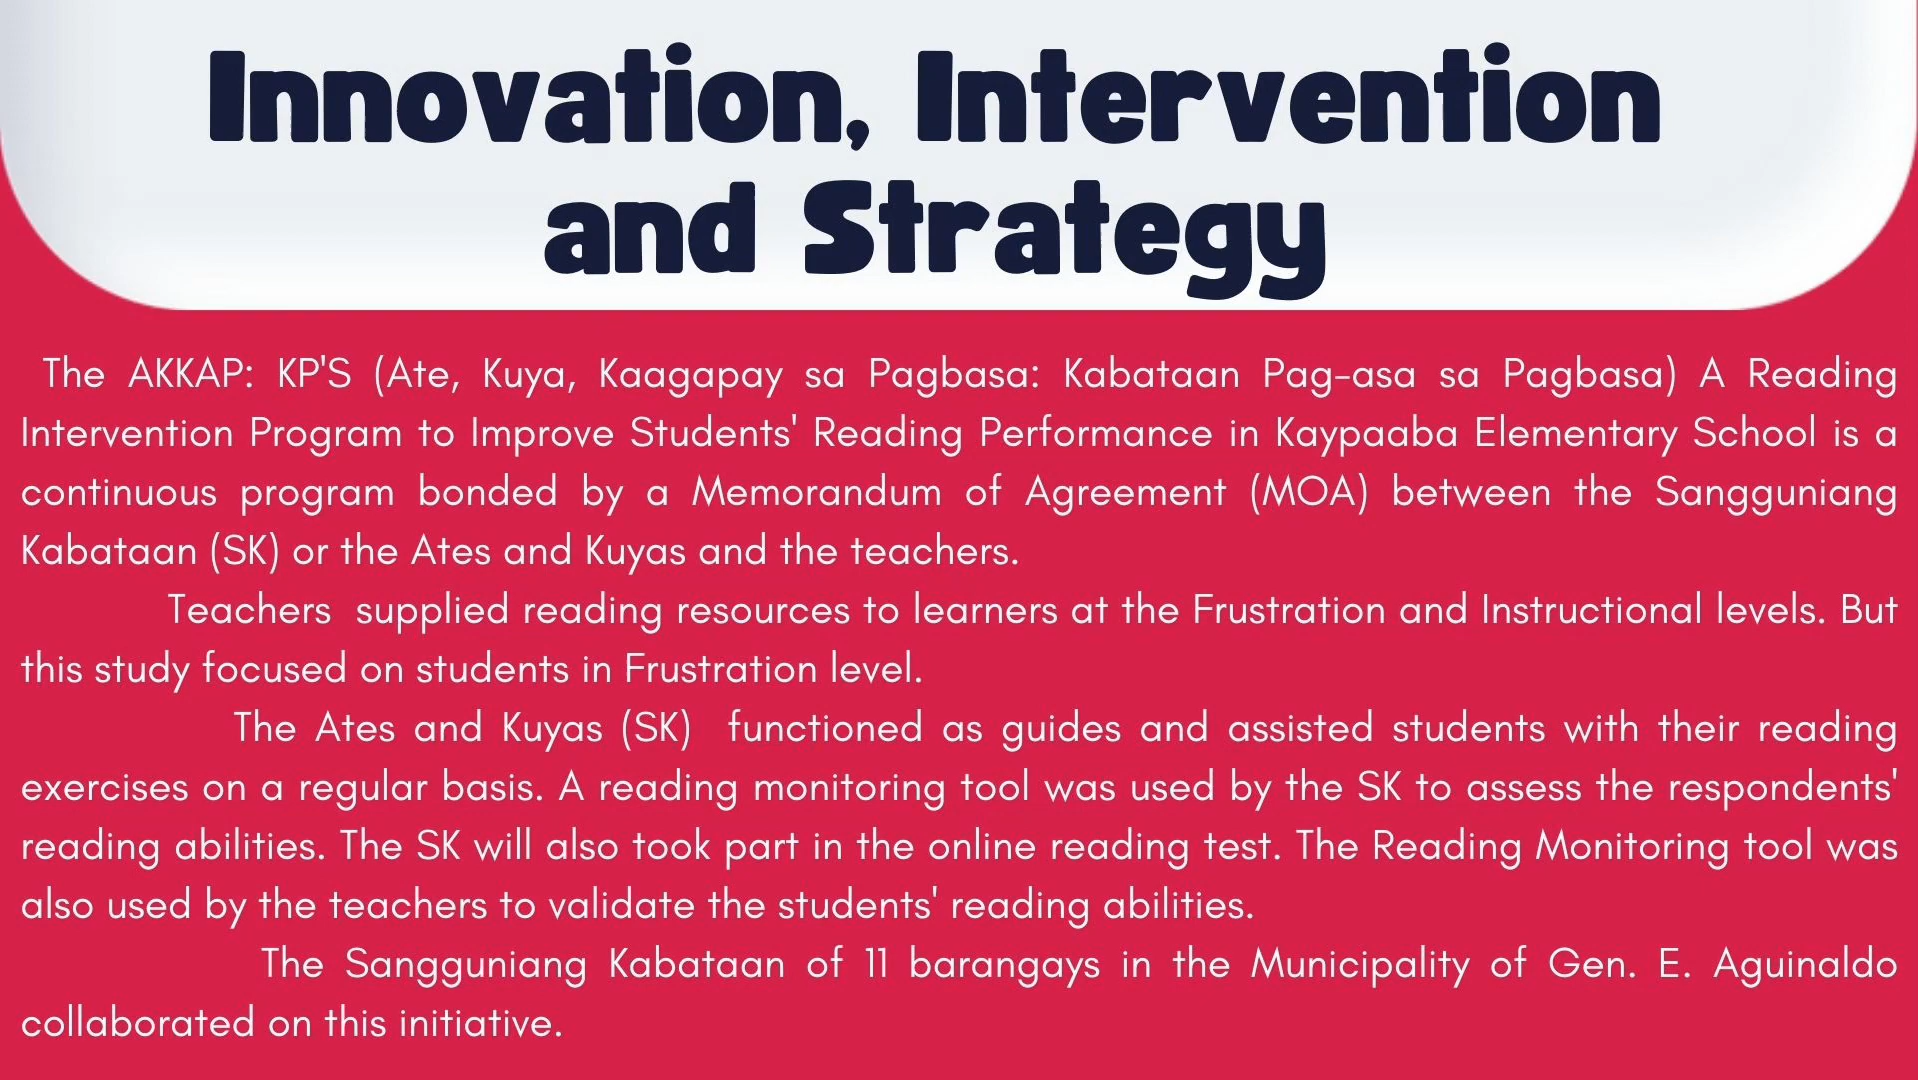 Innovation, Intervention
and Strategy
The AKKAP: KP'S (Ate, Kuya, Kaagapay sa Pagbasa: Kabataan Pag-asa sa Pagbasa) A Reading
Intervention Program to Improve Students' Reading Performance in Kaypaaba Elementary School is a
continuous program bonded by a Memorandum of Agreement (MOA) between the Sangguniang
Kabataan (SK) or the Ates and Kuyas and the teachers.
Teachers supplied reading resources to learners at the Frustration and Instructional levels. But
this study focused on students in Frustration level.
The Ates and Kuyas (SK) functioned as guides and assisted students with their reading
exercises on a regular basis. A reading monitoring tool was used by the SK to assess the respondents'
reading abilities. The SK will also took part in the online reading test. The Reading Monitoring tool was
also used by the teachers to validate the students' reading abilities.
The Sangguniang Kabataan of 11 barangays in the Municipality of Gen. E. Aguinaldo
collaborated on this initiative.